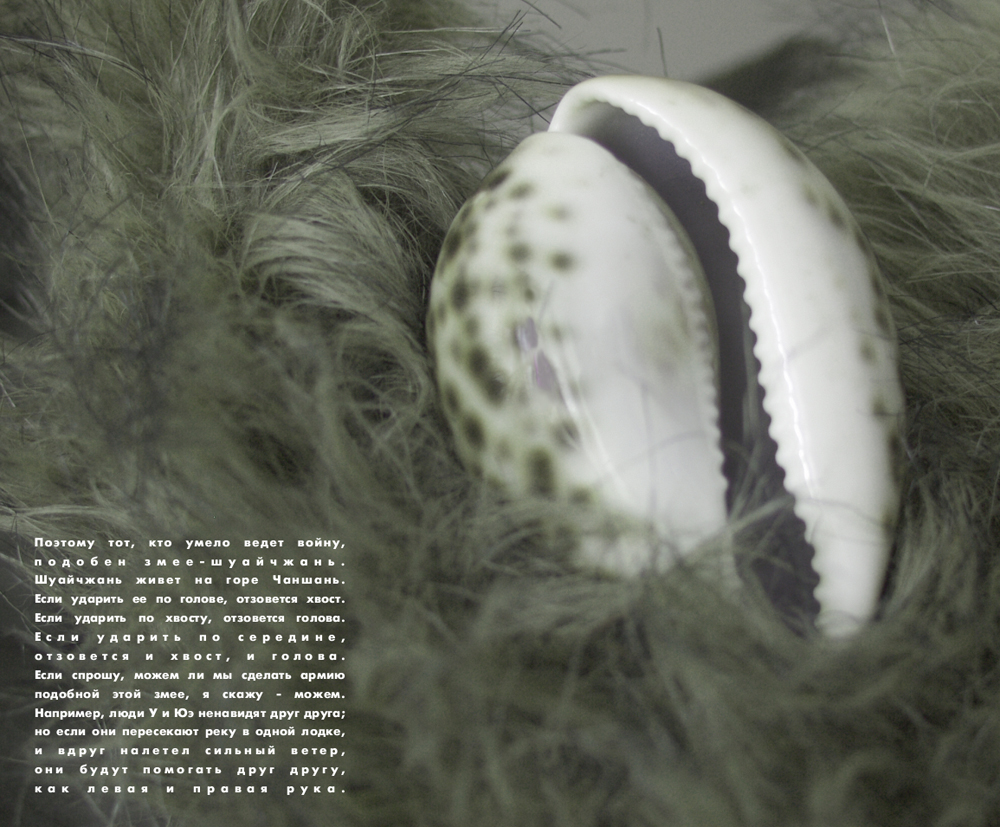 Поэтому тот, кто умело ведет войну,
подобен змее-шуайчжань.
Шуайчжань живет на горе Чаншань.
Если ударить ее по голове, отзовется хвост.
Если ударить по хвосту, отзовется голова.
Если ударить по середине,
отзовется и хвост, и голова.
Если спрошу, можем ли мы сделать армию
подобной этой змее, я скажу - можем.
Например, люди У и Юэ ненавидят друг друга;
но если они пересекают реку в одной лодке,
и вдруг налетел сильный ветер,
они будут помогать друг другу,
как левая и правая рука.